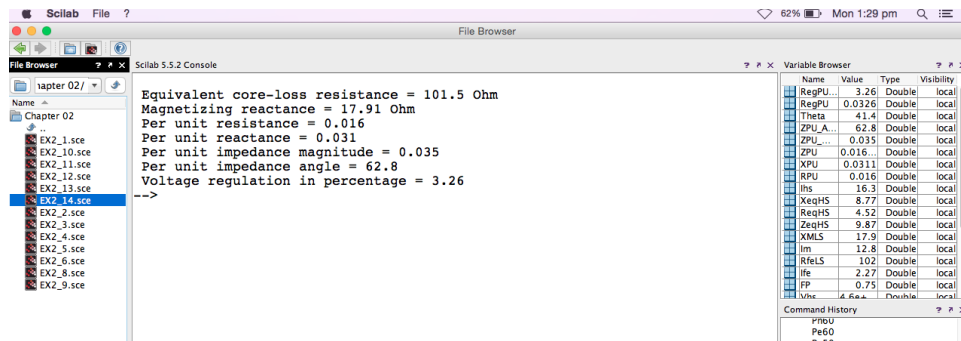 Scilab File ?
62% Mon 1:29 pm
File Browser
File Browser ? ↗ ×
Scilab 5.5.2 Console ? ↗ ×
Variable Browser ? ↗
hapter 02/
Name
Chapter 02
..
EX2_1.sce
EX2_10.sce
EX2_11.sce
EX2_12.sce
EX2_13.sce
EX2_14.sce
EX2_2.sce
EX2_3.sce
EX2_4.sce
EX2_5.sce
EX2_6.sce
EX2_8.sce
EX2_9.sce
Equivalent core-loss resistance = 101.5 Ohm
Magnetizing reactance = 17.91 Ohm
Per unit resistance = 0.016
Per unit reactance = 0.031
Per unit impedance magnitude = 0.035
Per unit impedance angle = 62.8
Voltage regulation in percentage = 3.26
-->
Name Value Type Visibility
RegPU... 3.26 Double local
RegPU 0.0326 Double local
Theta 41.4 Double local
ZPU_A... 62.8 Double local
ZPU_... 0.035 Double local
ZPU 0.016... Double local
XPU 0.0311 Double local
RPU 0.016 Double local
Ihs 16.3 Double local
XeqHS 8.77 Double local
ReqHS 4.52 Double local
ZeqHS 9.87 Double local
XMLS 17.9 Double local
Im 12.8 Double local
RfeLS 102 Double local
Ife 2.27 Double local
FP 0.75 Double local
Vhs 4.6e+ Double local
Command History ? ↗
Ph60
Pe60